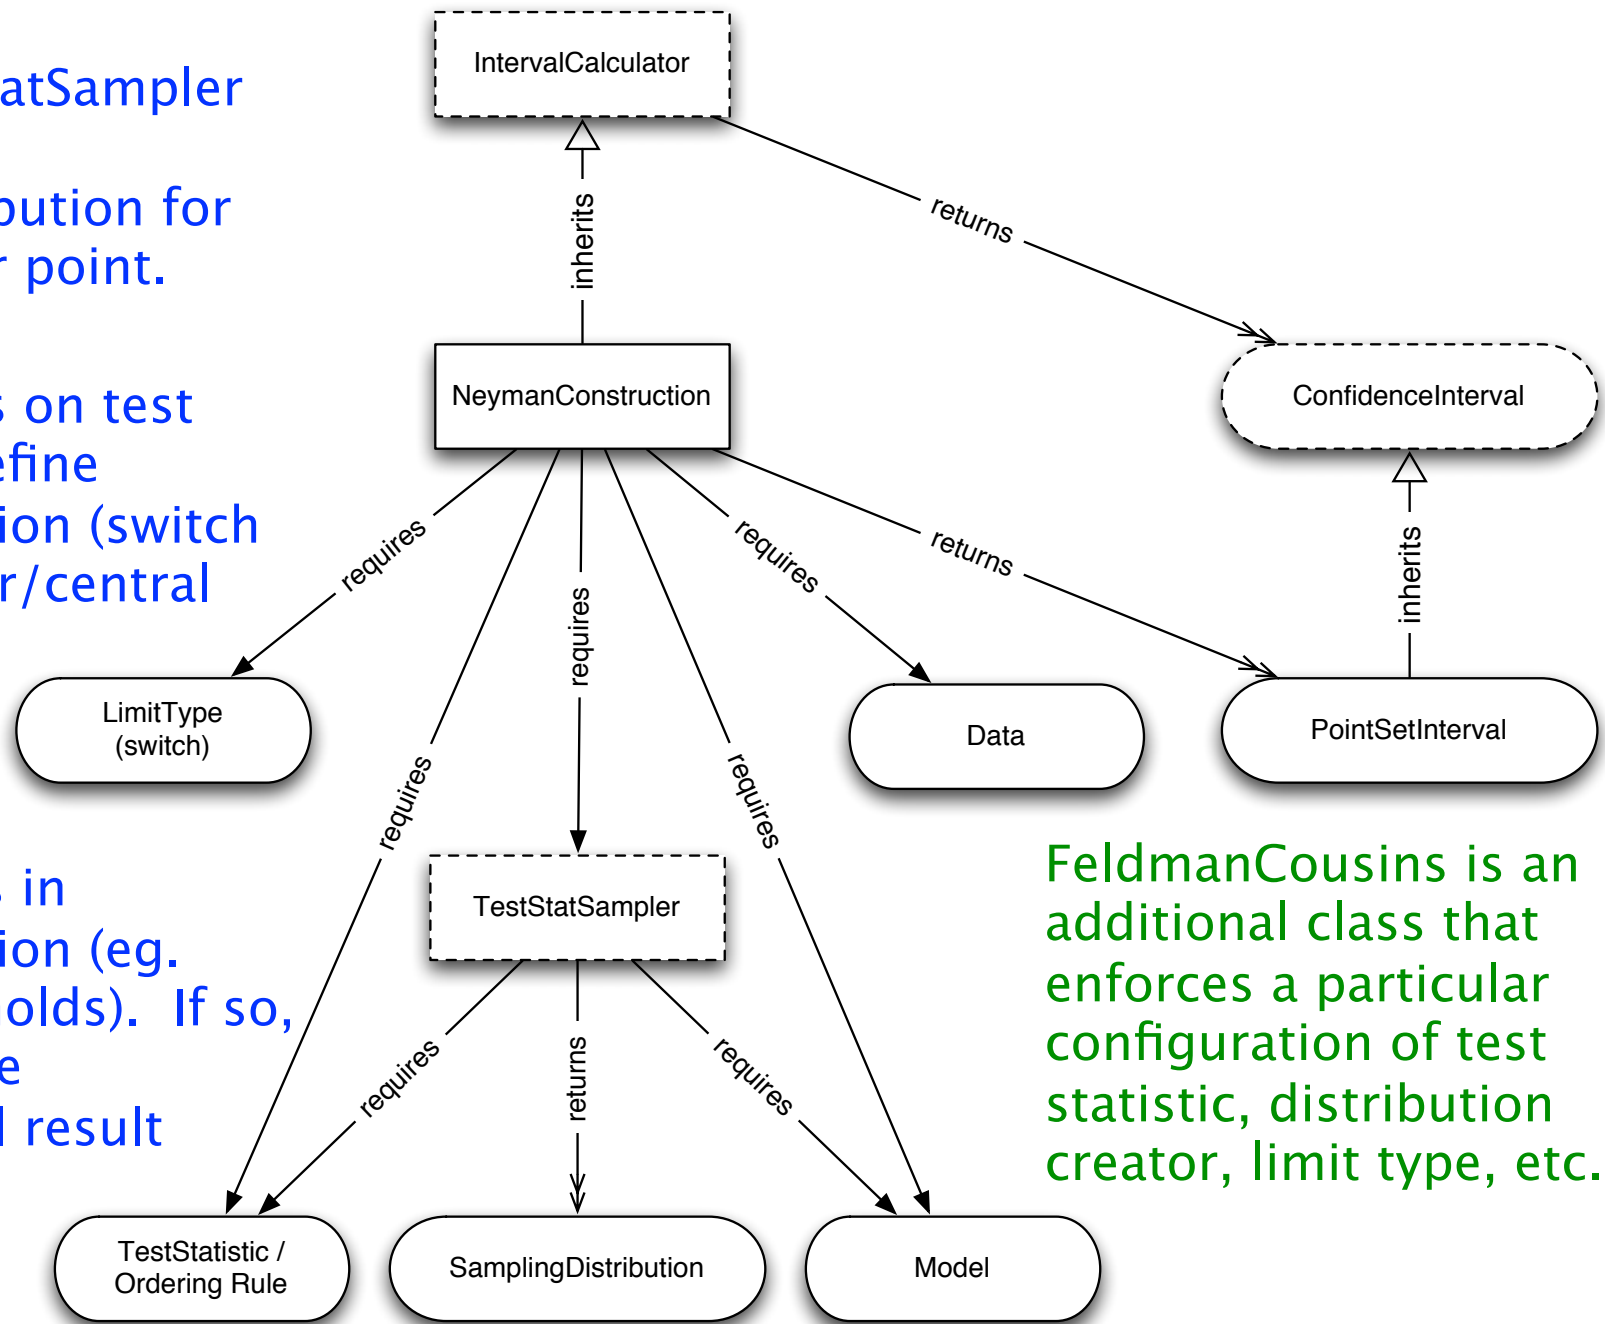 atSampler
bution for
r point.
s on test
efine
ion (switch
r/central
s in
ion (eg.
olds).  If so,
e
l result
IntervalCalculator
inherits
returns
NeymanConstruction
ConfidenceInterval
requires
requires
requires
requires
requires
returns
inherits
LimitType
(switch)
Data
PointSetInterval
TestStatSampler
requires
returns
requires
TestStatistic /
Ordering Rule
SamplingDistribution
Model
FeldmanCousins is an
additional class that
enforces a particular
configuration of test
statistic, distribution
creator, limit type, etc.